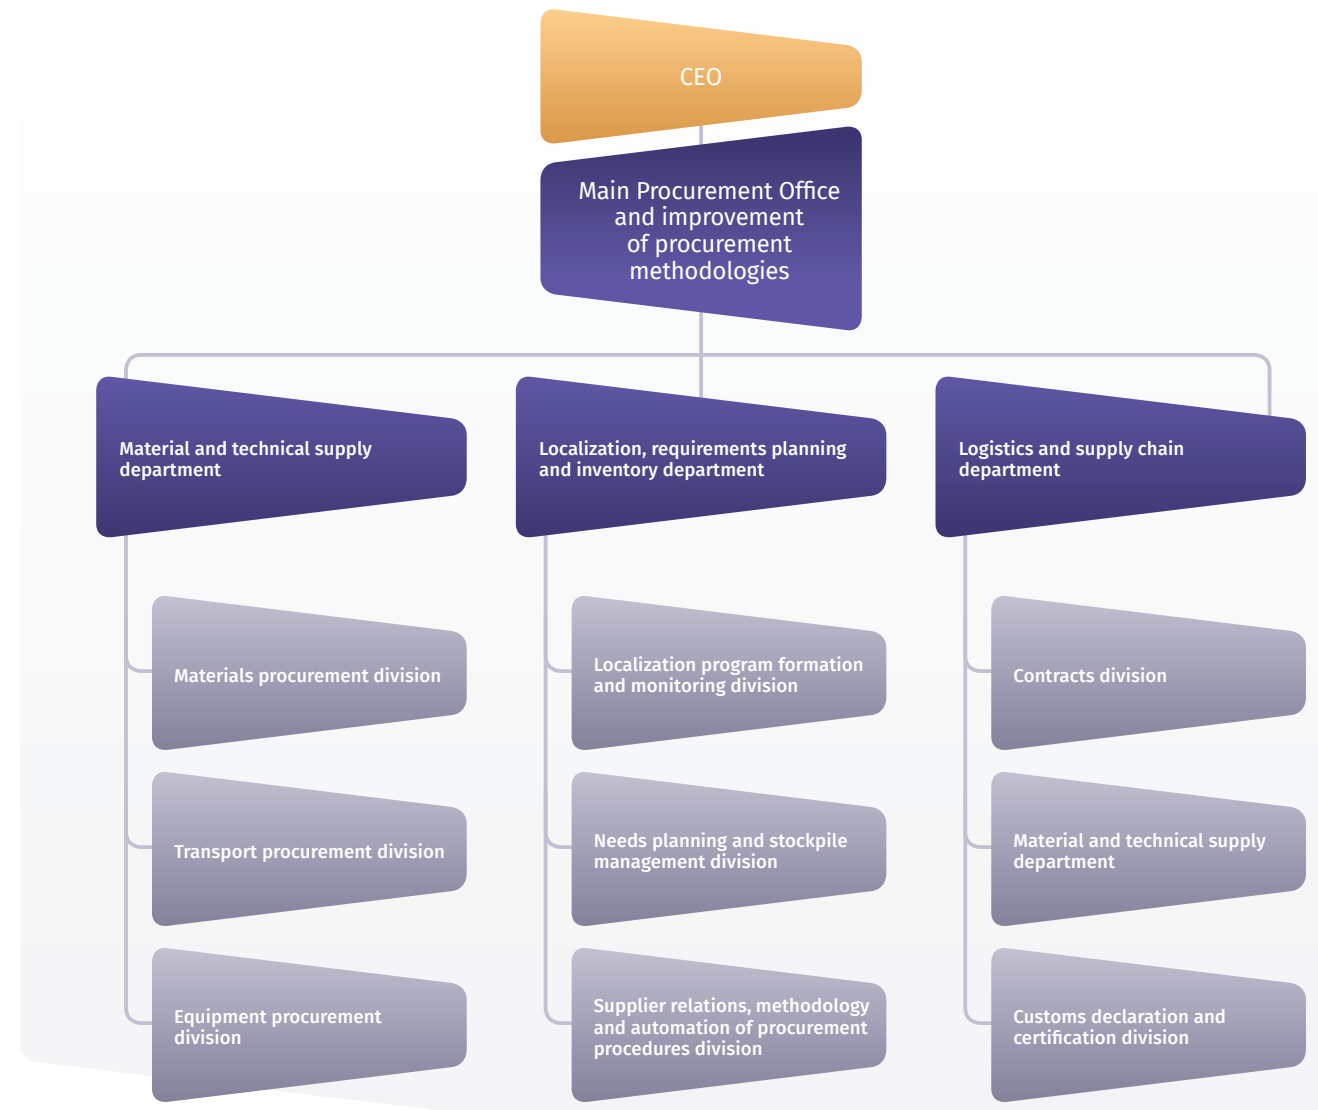 CEO
Main Procurement Office
and improvement
of procurement
methodologies
Material and technical supply
department
Localization, requirements planning
and inventory department
Logistics and supply chain
department
Materials procurement division
Localization program formation
and monitoring division
Contracts division
Transport procurement division
Needs planning and stockpile
management division
Material and technical supply
department
Equipment procurement
division
Supplier relations, methodology
and automation of procurement
procedures division
Customs declaration and
certification division